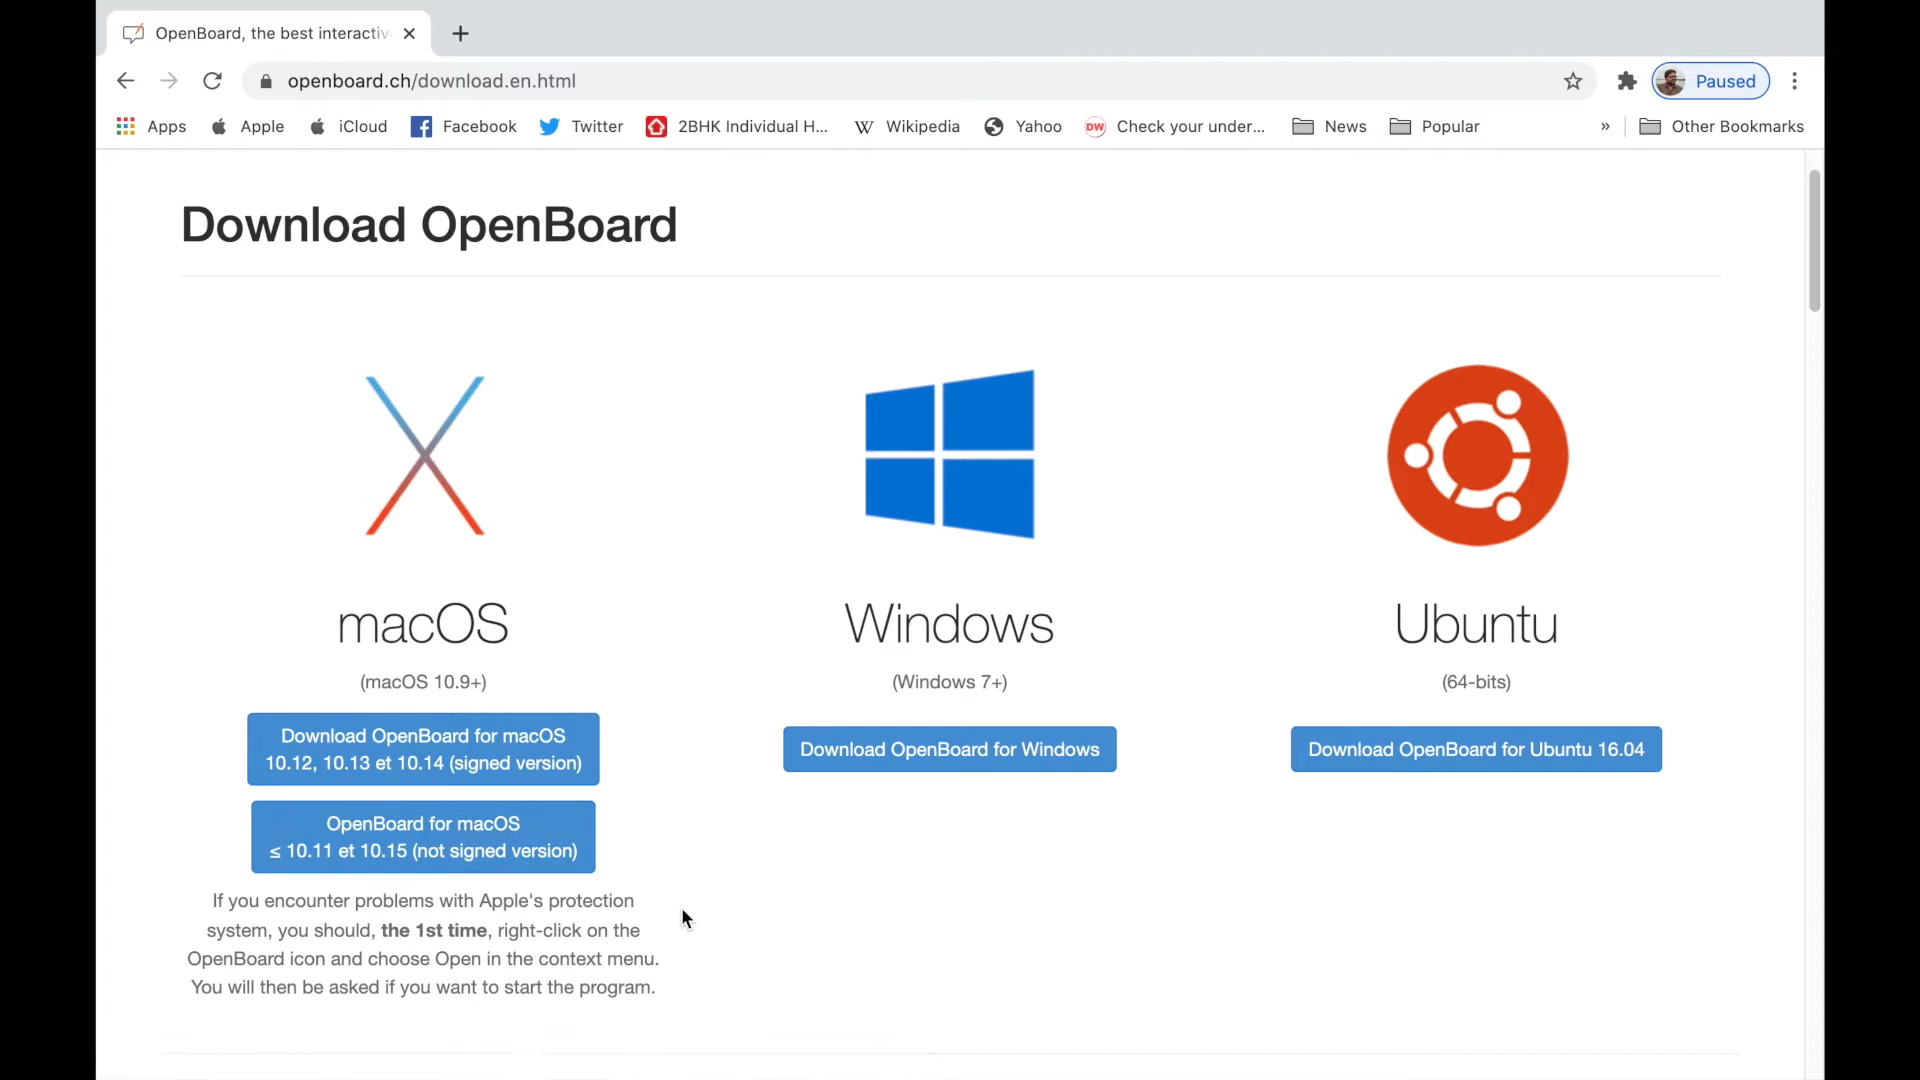 OpenBoard, the best interactiv
openboard.ch/download.en.html
Paused
Apps
Apple
iCloud
Facebook
Twitter
2BHK Individual H...
W Wikipedia
Yahoo
DW Check your under...
News
Popular
»
Other Bookmarks
Download OpenBoard
macOS
(macOS 10.9+)
Download OpenBoard for macOS
10.12, 10.13 et 10.14 (signed version)
OpenBoard for macOS
≤ 10.11 et 10.15 (not signed version)
If you encounter problems with Apple's protection
system, you should, the 1st time, right-click on the
OpenBoard icon and choose Open in the context menu.
You will then be asked if you want to start the program.
Windows
(Windows 7+)
Download OpenBoard for Windows
Ubuntu
(64-bits)
Download OpenBoard for Ubuntu 16.04